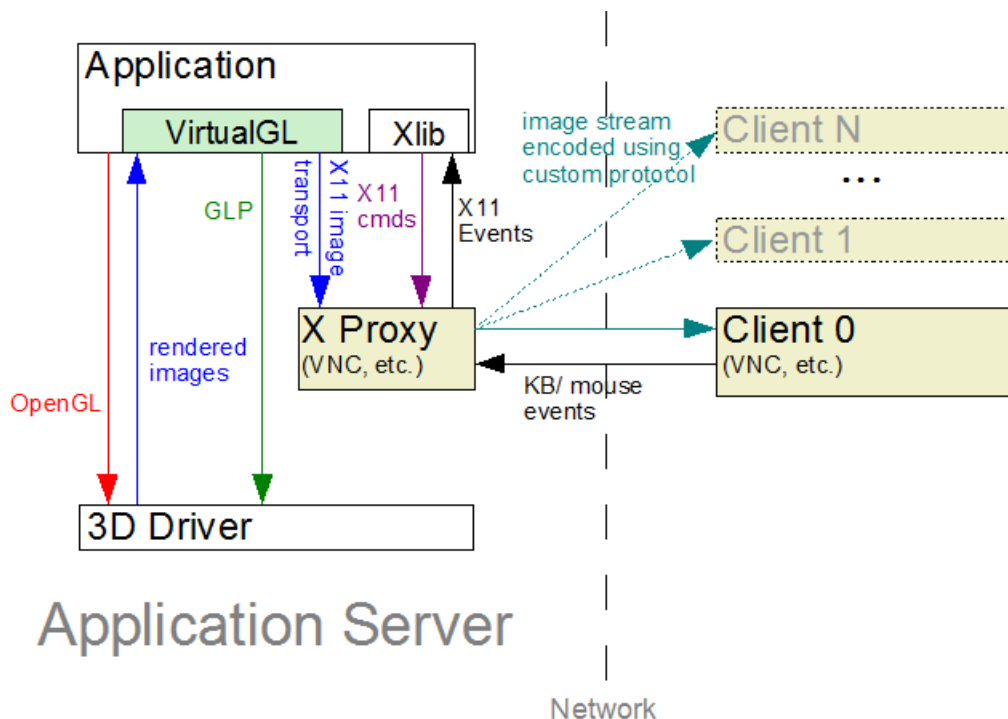 Application
VirtualGL
Xlib
image stream
encoded using
custom protocol
Client N
...
Client 1
GLP
X11 image
transport
X11
cmds
X11
Events
X Proxy
(VNC, etc.)
Client 0
(VNC, etc.)
rendered
images
KB/ mouse
events
OpenGL
3D Driver
Application Server
Network